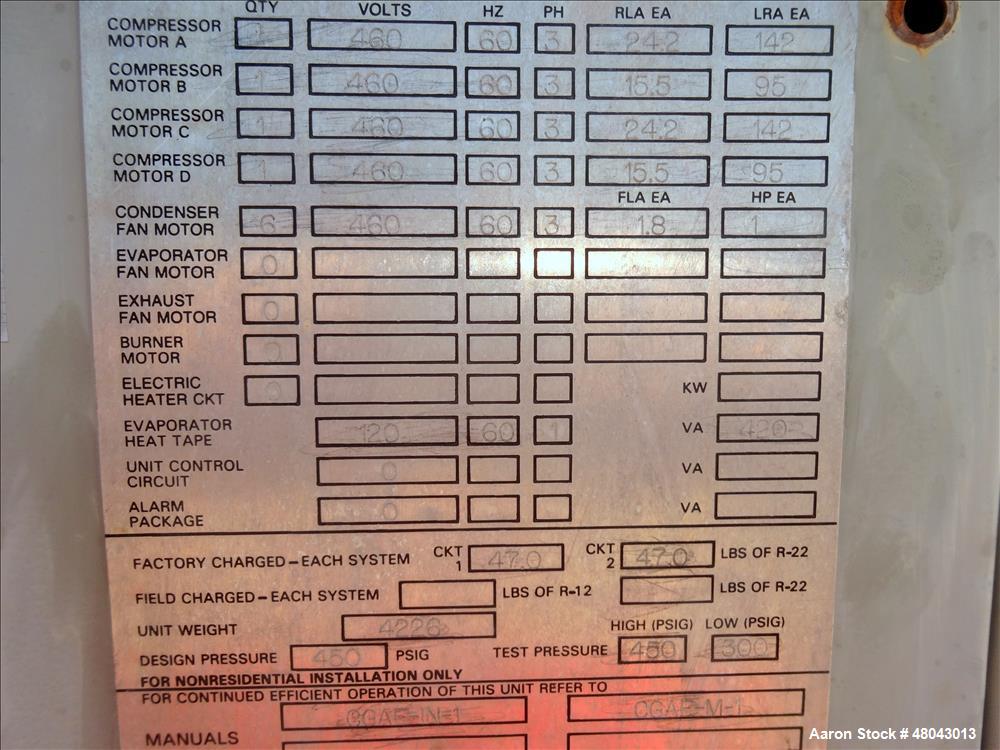 QTY VOLTS HZ PH RLA EA LRA EA
COMPRESSOR MOTOR A 1 460 60 3 24.2 142
COMPRESSOR MOTOR B 1 460 60 3 15.5 95
COMPRESSOR MOTOR C 1 460 60 3 24.2 142
COMPRESSOR MOTOR D 1 460 60 3 15.5 95
FLA EA HP EA
CONDENSER FAN MOTOR 6 460 60 3 1.8 1
EVAPORATOR FAN MOTOR 0
EXHAUST FAN MOTOR 0
BURNER MOTOR 0
ELECTRIC HEATER CKT 0 KW
EVAPORATOR HEAT TAPE 120 60 1 VA 420
UNIT CONTROL CIRCUIT 0 VA
ALARM PACKAGE 0 VA
FACTORY CHARGED–EACH SYSTEM CKT 1 47.0 CKT 2 47.0 LBS OF R-22
FIELD CHARGED–EACH SYSTEM LBS OF R-12 LBS OF R-22
HIGH (PSIG) LOW (PSIG)
UNIT WEIGHT 4226
DESIGN PRESSURE 450 PSIG TEST PRESSURE 450 300
FOR NONRESIDENTIAL INSTALLATION ONLY
FOR CONTINUED EFFICIENT OPERATION OF THIS UNIT REFER TO
CGAF-IN-1 CGAF-M-1
MANUALS
Aaron Stock # 48043013